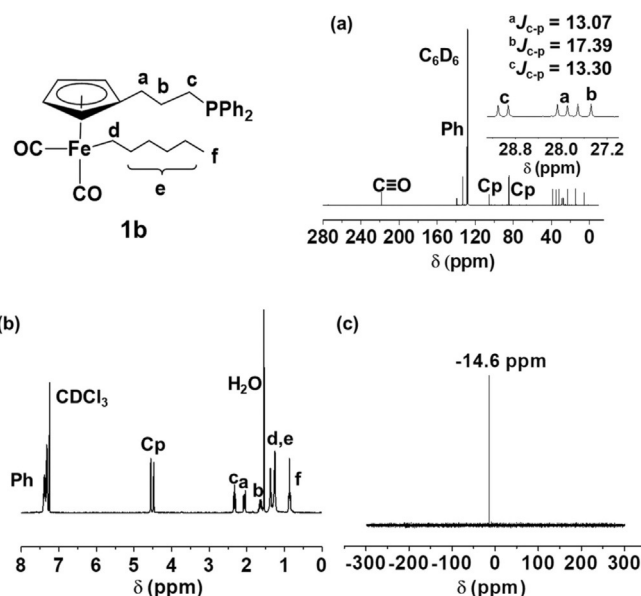 (a)
ᵃJc-p = 13.07
ᵇJc-p = 17.39
ᶜJc-p = 13.30
C₆D₆
c a b
28.8 28.0 27.2
δ (ppm)
Ph
C≡O
Cp
Cp
280 240 200 160 120 80 40 0
δ (ppm)
a b c
PPh₂
OC
Fe
d
f
e
CO
1b
(b)
H₂O
CDCl₃
Cp
Ph
c a b
d,e
f
8 7 6 5 4 3 2 1 0
δ (ppm)
(c)
-14.6 ppm
-300 -200 -100 0 100 200 300
δ (ppm)